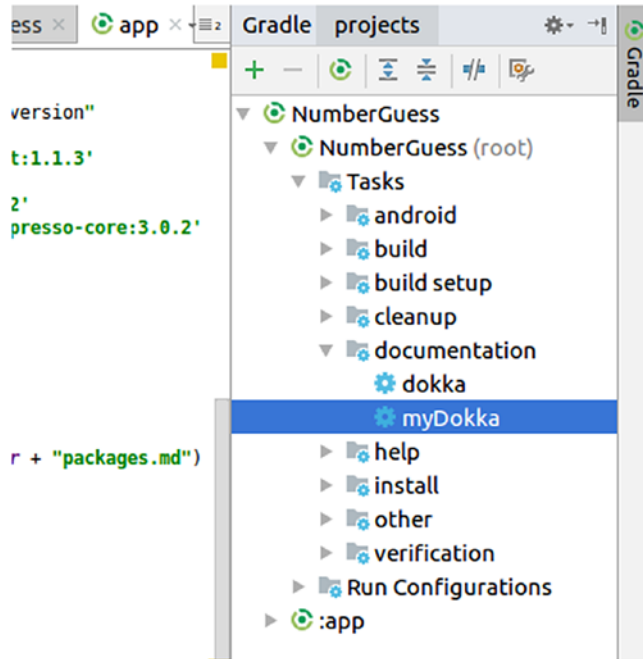 ess
app
2
version"
t:1.1.3'
2'
presso-core:3.0.2'
r + "packages.md")
Gradle projects
NumberGuess
NumberGuess (root)
Tasks
android
build
build setup
cleanup
documentation
dokka
myDokka
help
install
other
verification
Run Configurations
:app
Gradle